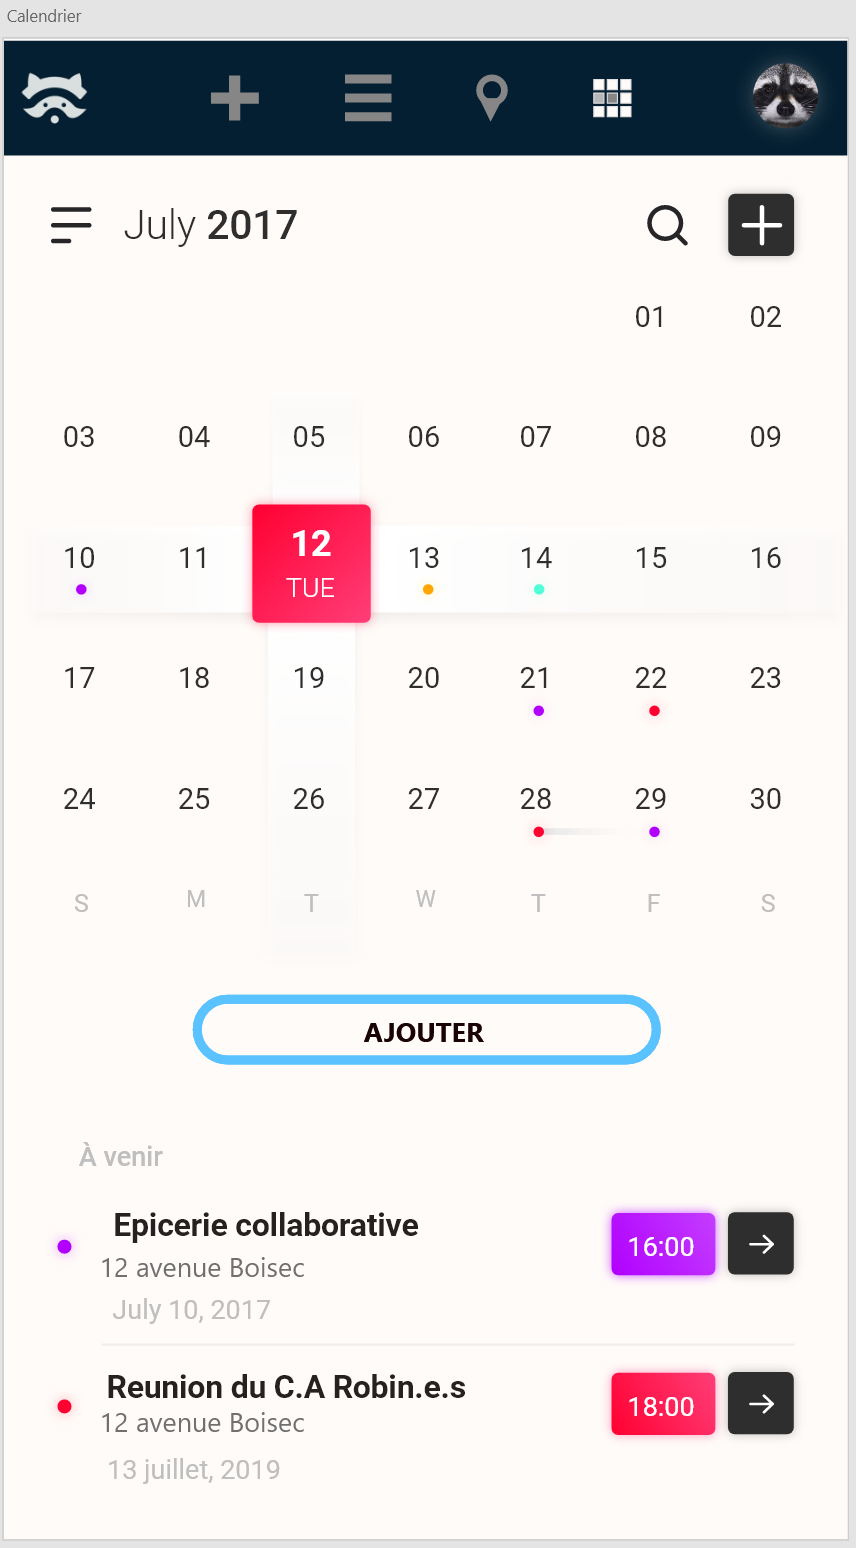 Calendrier
July 2017
01 02
03 04 05 06 07 08 09
10 11 12 13 14 15 16
TUE
17 18 19 20 21 22 23
24 25 26 27 28 29 30
S M T W T F S
AJOUTER
À venir
Epicerie collaborative
16:00
12 avenue Boisec
July 10, 2017
Reunion du C.A Robin.e.s
18:00
12 avenue Boisec
13 juillet, 2019